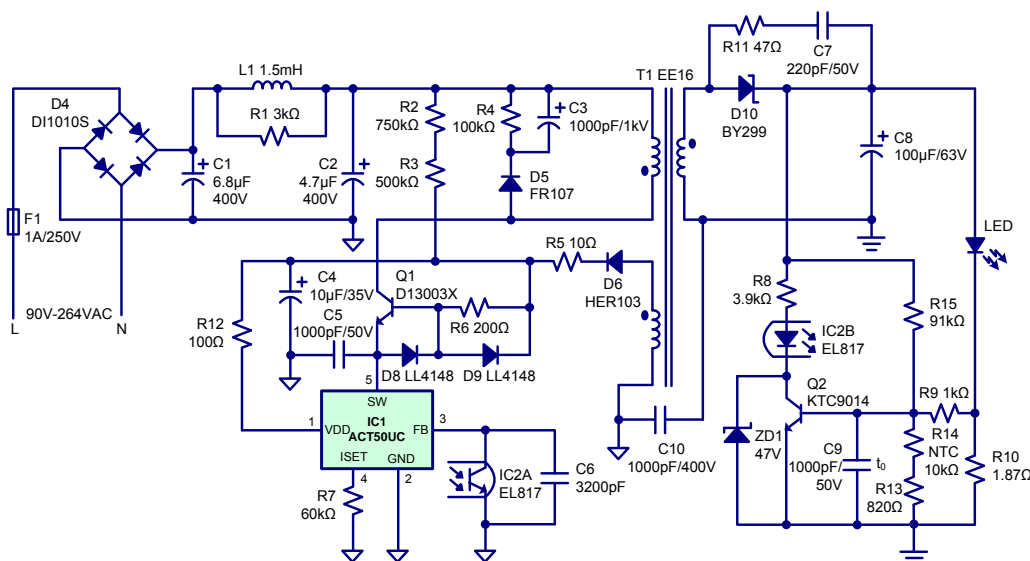 R11 47Ω
C7
220pF/50V
T1 EE16
L1 1.5mH
D4
DI1010S
R1 3kΩ
R2
750kΩ
R4
100kΩ
+
C3
1000pF/1kV
D10
BY299
+
C8
100µF/63V
+
C1
6.8µF
400V
C2
4.7µF
400V
+
R3
500kΩ
D5
FR107
F1
1A/250V
LED
R5 10Ω
D6
HER103
C4
10µF/35V
+
Q1
D13003X
R8
3.9kΩ
R15
91kΩ
90V-264VAC
L
N
R12
100Ω
C5
1000pF/50V
R6 200Ω
IC2B
EL817
D8 LL4148
D9 LL4148
5
SW
Q2
KTC9014
R9 1kΩ
1
VDD
IC1
ACT50UC
FB
3
ISET
GND
4
2
ZD1
47V
C9
1000pF/
50V
t0
R14
NTC
10kΩ
R10
1.87Ω
C10
1000pF/400V
IC2A
EL817
C6
3200pF
R7
60kΩ
R13
820Ω